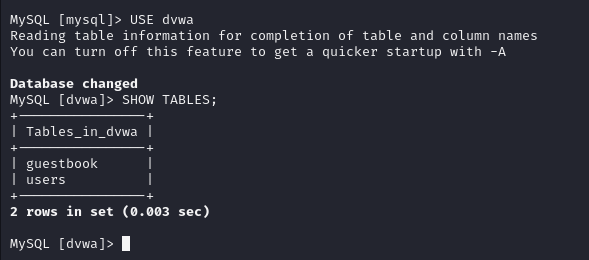 MySQL [mysql]> USE dvwa
Reading table information for completion of table and column names
You can turn off this feature to get a quicker startup with -A
Database changed
MySQL [dvwa]> SHOW TABLES;
+----------------+
| Tables_in_dvwa |
+----------------+
| guestbook      |
| users          |
+----------------+
2 rows in set (0.003 sec)
MySQL [dvwa]>